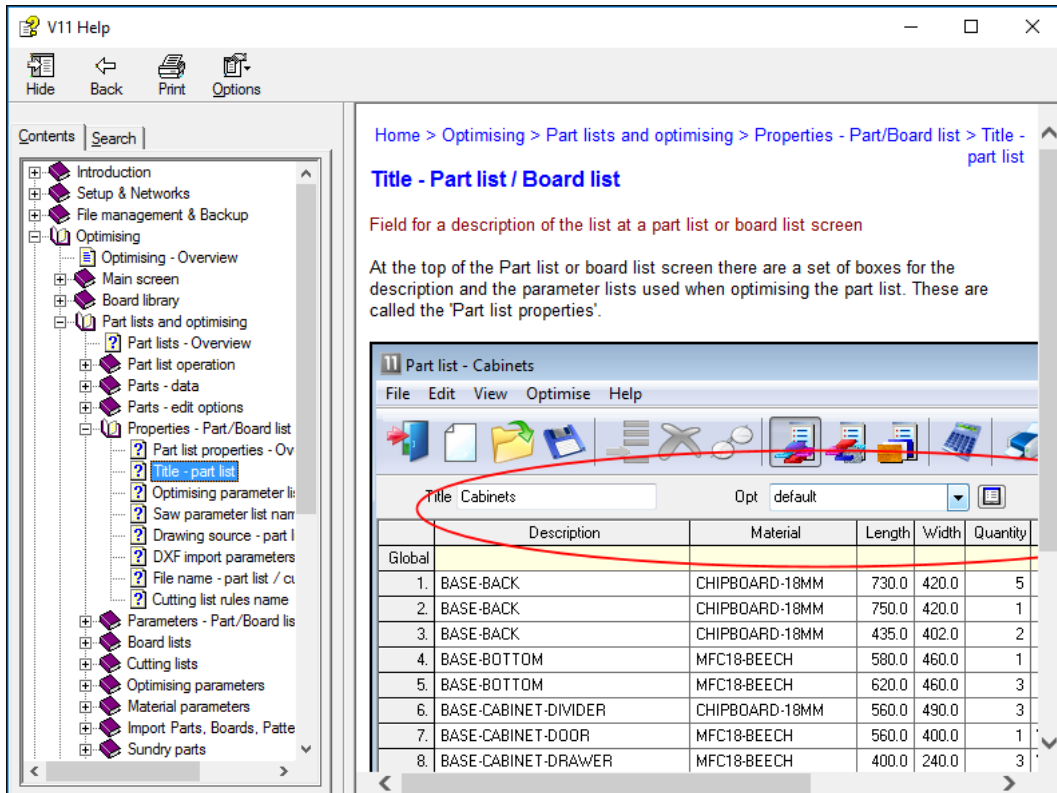 V11 Help
Hide Back Print Options
Contents Search
Introduction
Setup & Networks
File management & Backup
Optimising
Optimising - Overview
Main screen
Board library
Part lists and optimising
Part lists - Overview
Part list operation
Parts - data
Parts - edit options
Properties - Part/Board list
Part list properties - Ov
Title - part list
Optimising parameter li
Saw parameter list nam
Drawing source - part l
DXF import parameters
File name - part list / cu
Cutting list rules name
Parameters - Part/Board lis
Board lists
Cutting lists
Optimising parameters
Material parameters
Import Parts, Boards, Patte
Sundry parts
Home > Optimising > Part lists and optimising > Properties - Part/Board list > Title -
part list
Title - Part list / Board list
Field for a description of the list at a part list or board list screen
At the top of the Part list or board list screen there are a set of boxes for the
description and the parameter lists used when optimising the part list. These are
called the 'Part list properties'.
11 Part list - Cabinets
File Edit View Optimise Help
Title Cabinets Opt default
Description Material Length Width Quantity
Global
1. BASE-BACK CHIPBOARD-18MM 730.0 420.0 5
2. BASE-BACK CHIPBOARD-18MM 750.0 420.0 1
3. BASE-BACK CHIPBOARD-18MM 435.0 402.0 2
4. BASE-BOTTOM MFC18-BEECH 580.0 460.0 1
5. BASE-BOTTOM MFC18-BEECH 620.0 460.0 3
6. BASE-CABINET-DIVIDER CHIPBOARD-18MM 560.0 490.0 3
7. BASE-CABINET-DOOR MFC18-BEECH 560.0 400.0 1
8. BASE-CABINET-DRAWER MFC18-BEECH 400.0 240.0 3